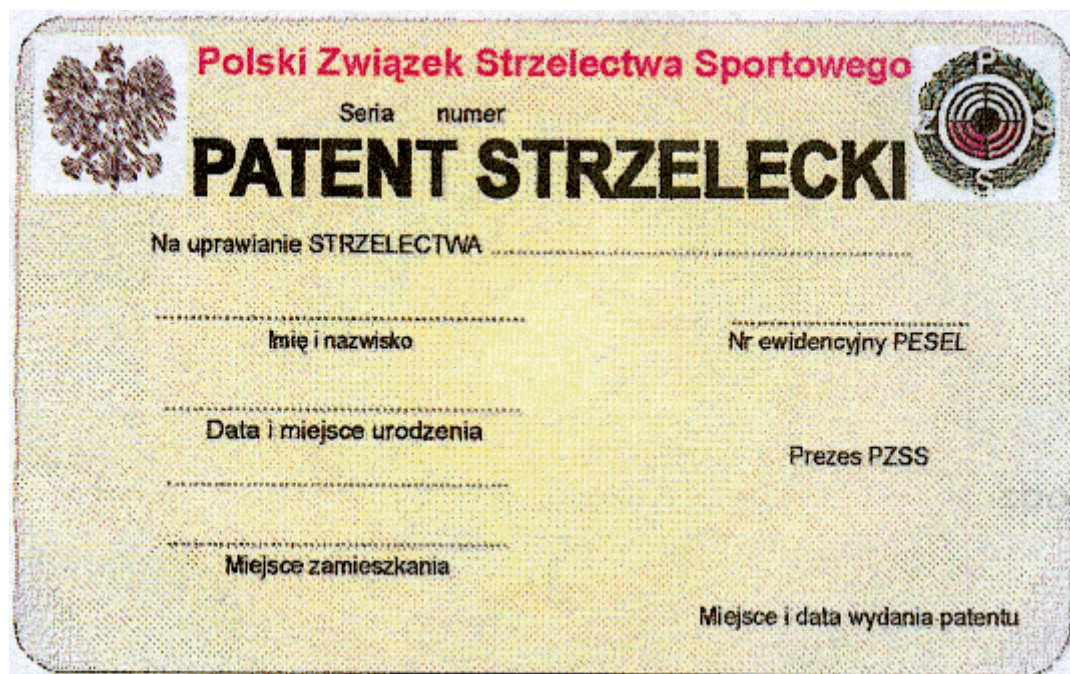 Polski Związek Strzelectwa Sportowego
Seria numer
PATENT STRZELECKI
P
Z S
S
Na uprawianie STRZELECTWA
Imię i nazwisko
Nr ewidencyjny PESEL
Data i miejsce urodzenia
Prezes PZSS
Miejsce zamieszkania
Miejsce i data wydania patentu